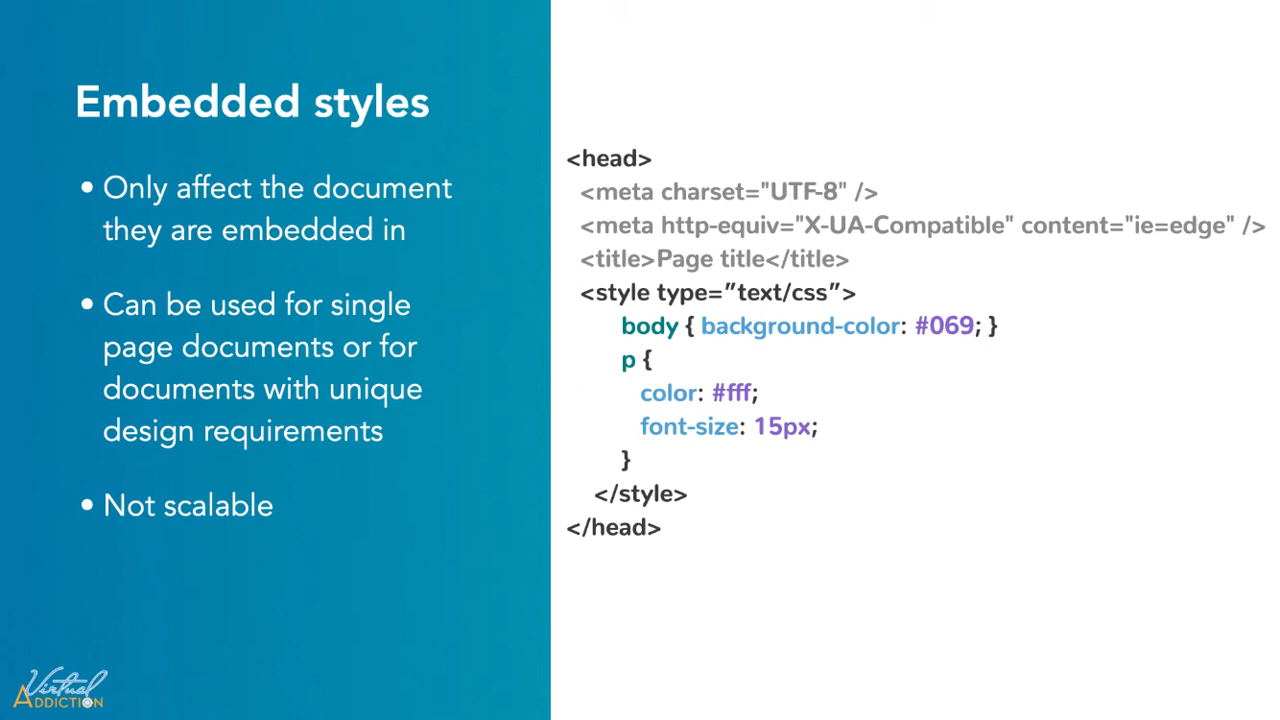 Embedded styles
• Only affect the document
they are embedded in
• Can be used for single
page documents or for
documents with unique
design requirements
• Not scalable
<head>
<meta charset="UTF-8" />
<meta http-equiv="X-UA-Compatible" content="ie=edge" />
<title>Page title</title>
<style type=”text/css”>
body { background-color: #069; }
p {
color: #fff;
font-size: 15px;
}
</style>
</head>
Virtual
ADDICTION